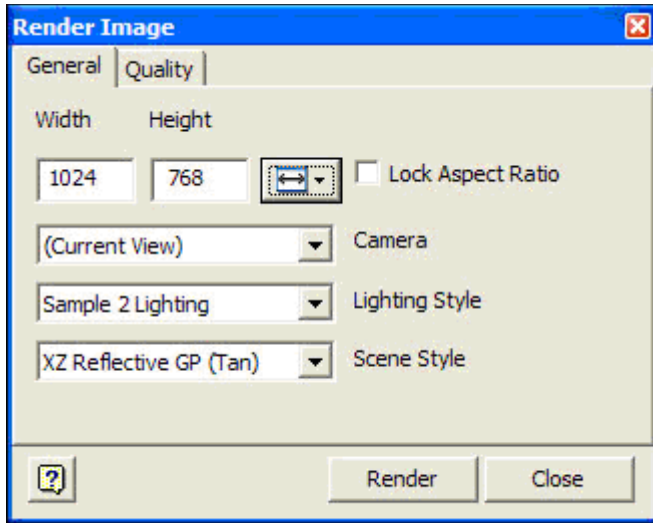 Render Image
General Quality
Width Height
1024 768 Lock Aspect Ratio
(Current View) Camera
Sample 2 Lighting Lighting Style
XZ Reflective GP (Tan) Scene Style
? Render Close